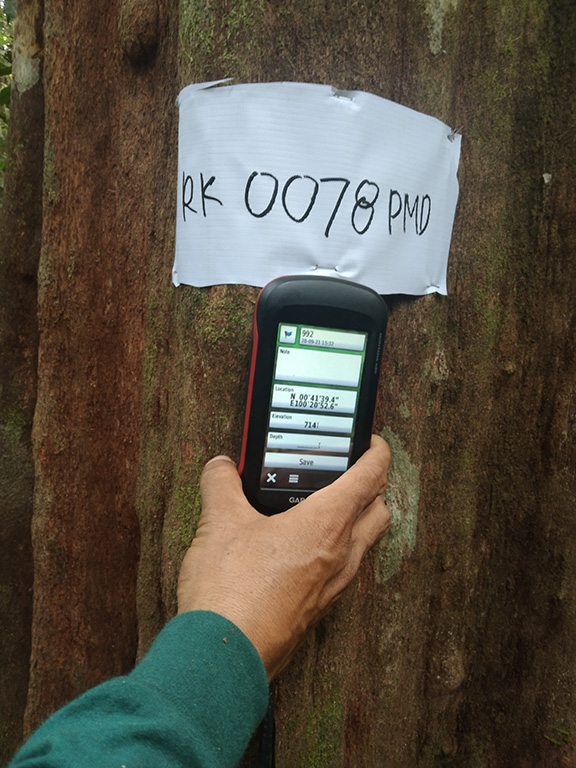 RK 0078 PMD
992
Note
Location
N 00°41'39.4"
E100°20'52.6"
Elevation
714
Depth
Save